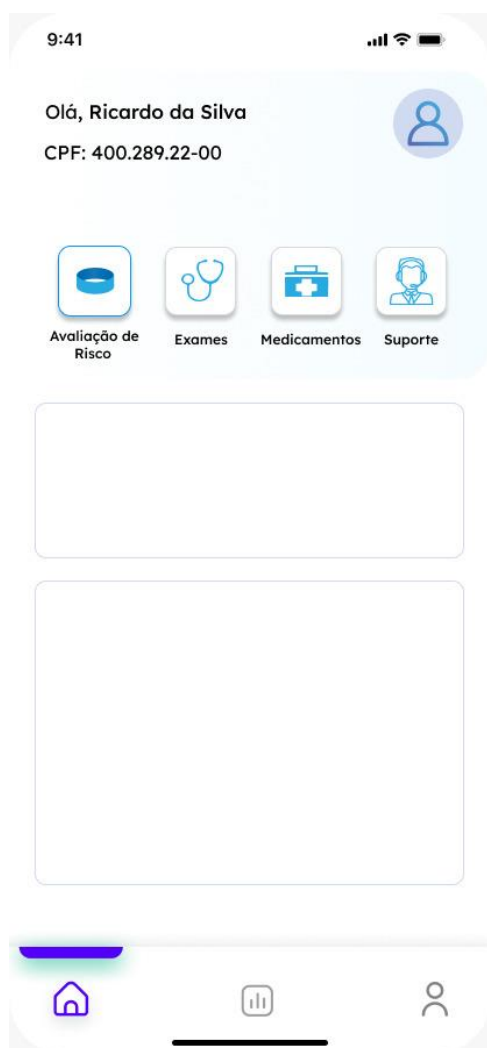 9:41
Olá, Ricardo da Silva
CPF: 400.289.22-00
Avaliação de
Risco
Exames
Medicamentos
Suporte